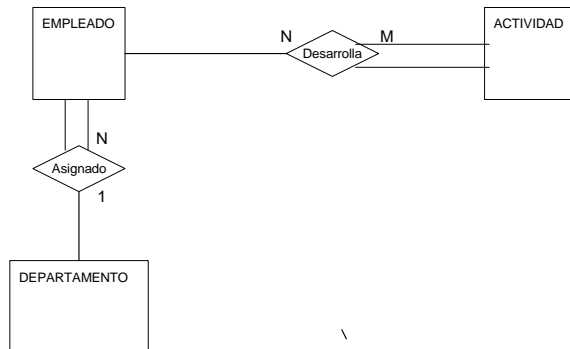 EMPLEADO
ACTIVIDAD
N
M
Desarrolla
N
Asignado
1
DEPARTAMENTO
\